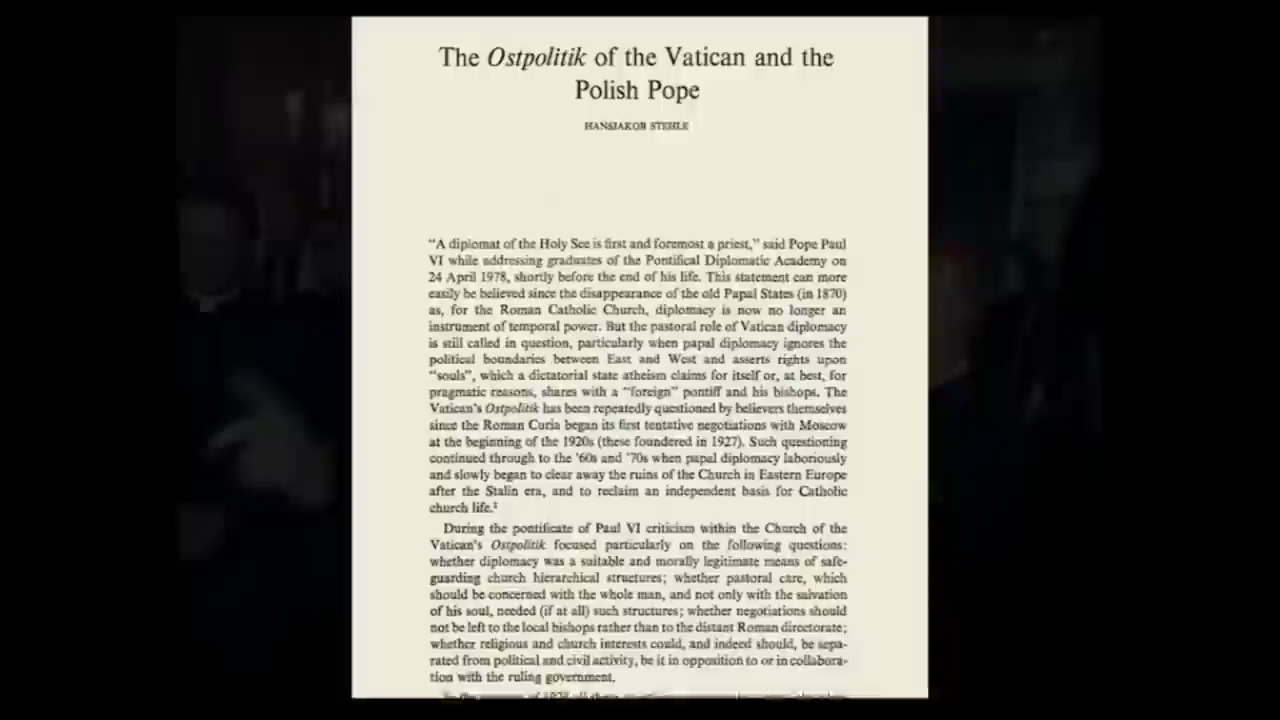 The Ostpolitik of the Vatican and the
Polish Pope
HANSJAKOB STEHLE
“A diplomat of the Holy See is first and foremost a priest,” said Pope Paul
VI while addressing graduates of the Pontifical Diplomatic Academy on
24 April 1978, shortly before the end of his life. This statement can more
easily be believed since the disappearance of the old Papal States (in 1870)
as, for the Roman Catholic Church, diplomacy is now no longer an
instrument of temporal power. But the pastoral role of Vatican diplomacy
is still called in question, particularly when papal diplomacy ignores the
political boundaries between East and West and asserts rights upon
“souls”, which a dictatorial state atheism claims for itself or, at best, for
pragmatic reasons, shares with a “foreign” pontiff and his bishops. The
Vatican's Ostpolitik has been repeatedly questioned by believers themselves
since the Roman Curia began its first tentative negotiations with Moscow
at the beginning of the 1920s (these foundered in 1927). Such questioning
continued through to the '60s and '70s when papal diplomacy laboriously
and slowly began to clear away the ruins of the Church in Eastern Europe
after the Stalin era, and to reclaim an independent basis for Catholic
church life.¹
During the pontificate of Paul VI criticism within the Church of the
Vatican's Ostpolitik focused particularly on the following questions:
whether diplomacy was a suitable and morally legitimate means of safe-
guarding church hierarchical structures; whether pastoral care, which
should be concerned with the whole man, and not only with the salvation
of his soul, needed (if at all) such structures; whether negotiations should
not be left to the local bishops rather than to the distant Roman directorate;
whether religious and church interests could, and indeed should, be sepa-
rated from political and civil activity, be it in opposition to or in collabora-
tion with the ruling government.